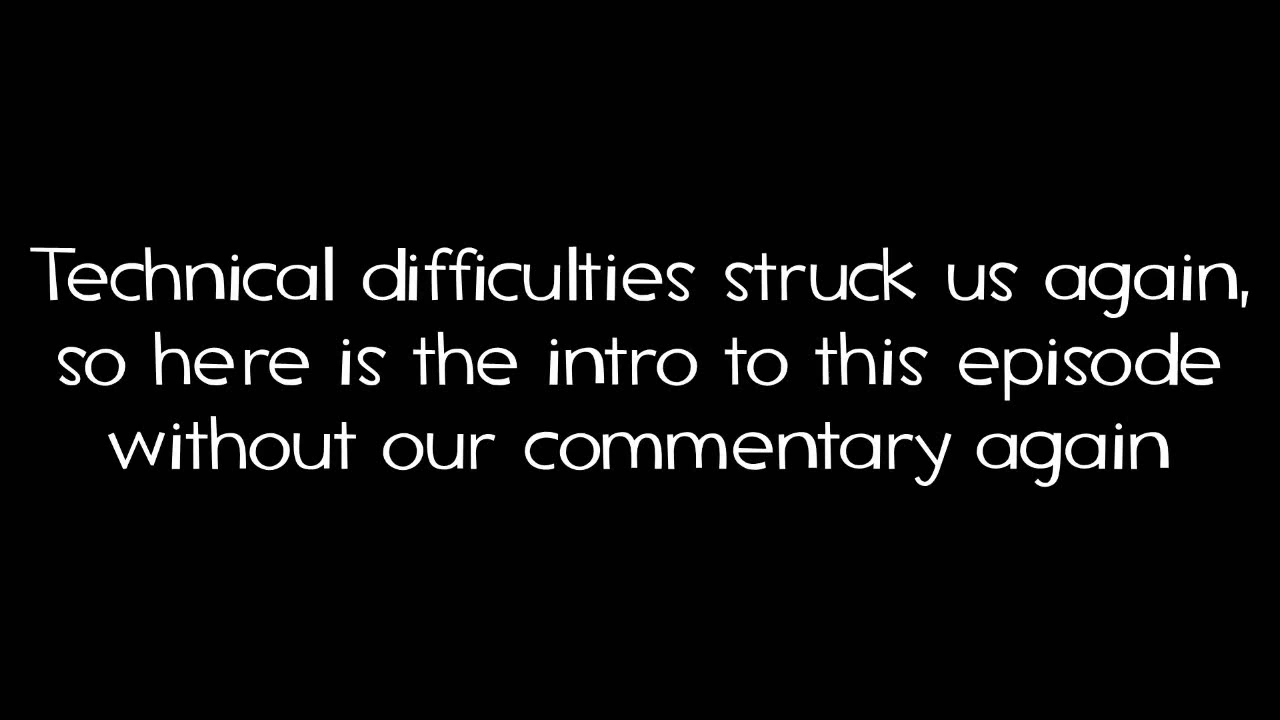 Technical difficulties struck us again,
so here is the intro to this episode
without our commentary again